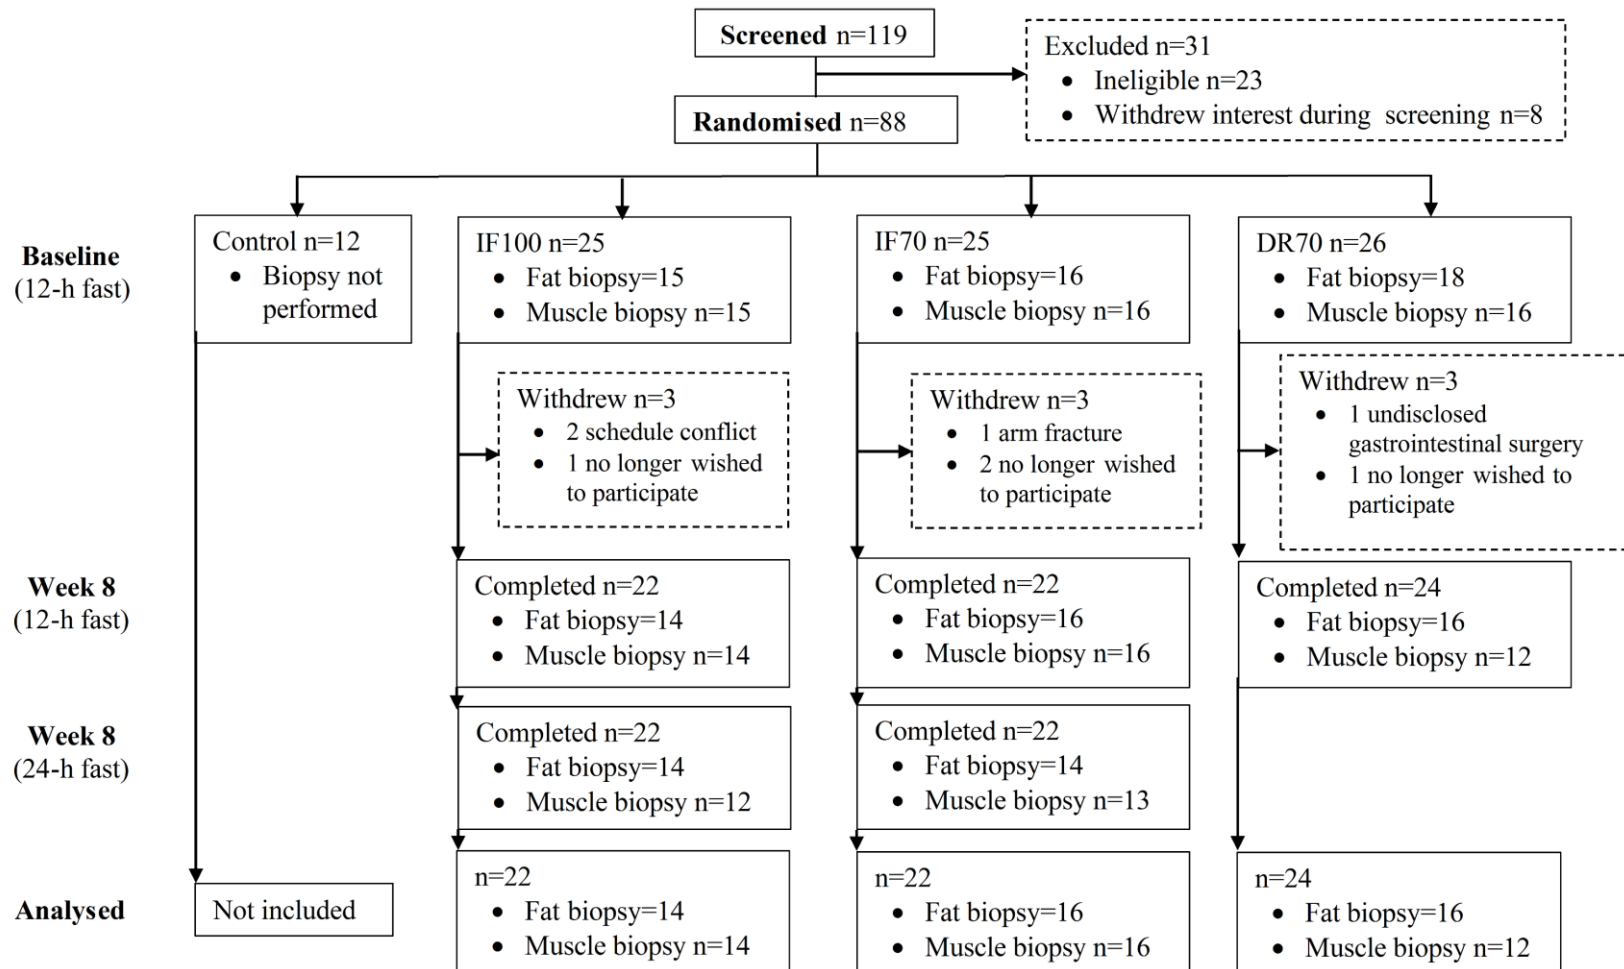 Screened n=119
Excluded n=31
• Ineligible n=23
• Withdrew interest during screening n=8
Randomised n=88
Baseline
(12-h fast)
Control n=12
• Biopsy not
performed
IF100 n=25
• Fat biopsy=15
• Muscle biopsy n=15
IF70 n=25
• Fat biopsy=16
• Muscle biopsy n=16
DR70 n=26
• Fat biopsy=18
• Muscle biopsy n=16
Withdrew n=3
• 2 schedule conflict
• 1 no longer wished
to participate
Withdrew n=3
• 1 arm fracture
• 2 no longer wished
to participate
Withdrew n=3
• 1 undisclosed
gastrointestinal surgery
• 1 no longer wished to
participate
Week 8
(12-h fast)
Completed n=22
• Fat biopsy=14
• Muscle biopsy n=14
Completed n=22
• Fat biopsy=16
• Muscle biopsy n=16
Completed n=24
• Fat biopsy=16
• Muscle biopsy n=12
Week 8
(24-h fast)
Completed n=22
• Fat biopsy=14
• Muscle biopsy n=12
Completed n=22
• Fat biopsy=14
• Muscle biopsy n=13
Analysed
Not included
n=22
• Fat biopsy=14
• Muscle biopsy n=14
n=22
• Fat biopsy=16
• Muscle biopsy n=16
n=24
• Fat biopsy=16
• Muscle biopsy n=12